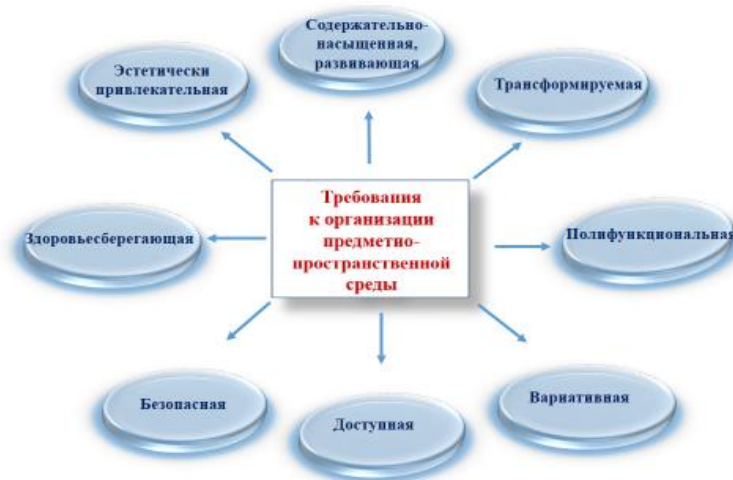 Содержательно-
насыщенная,
развивающая
Эстетически
привлекательная
Трансформируемая
Требования
к организации
предметно-
пространственной
среды
Здоровьесберегающая
Полифункциональная
Безопасная
Доступная
Вариативная